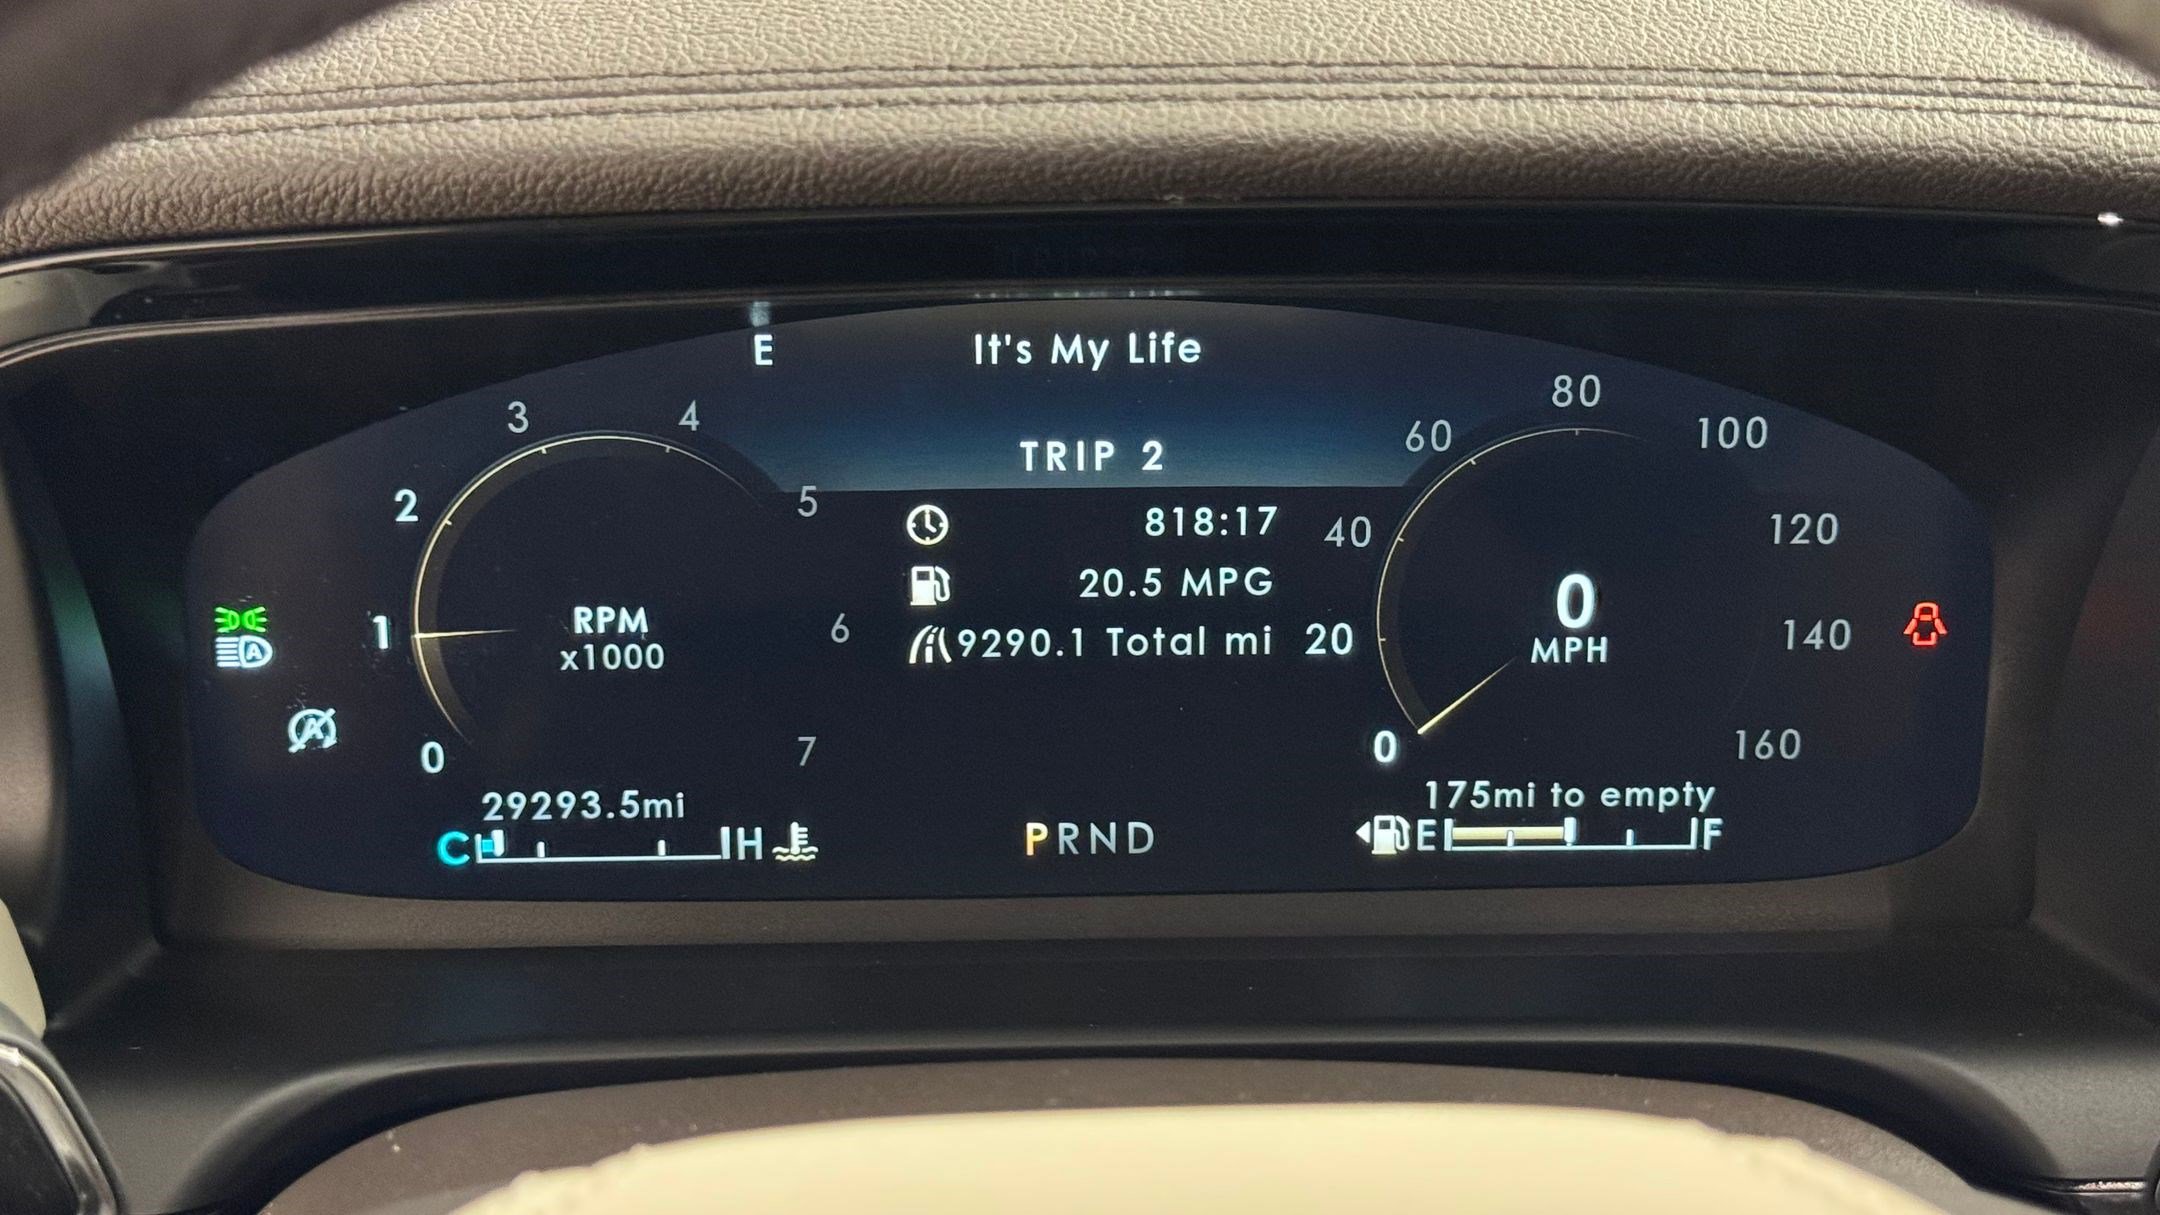 E
It's My Life
TRIP 2
818:17
20.5 MPG
9290.1 Total mi
0
1
2
3
4
5
6
7
RPM
x1000
0
20
40
60
80
100
120
140
160
0
MPH
A
A
29293.5mi
C H
PRND
175mi to empty
E F